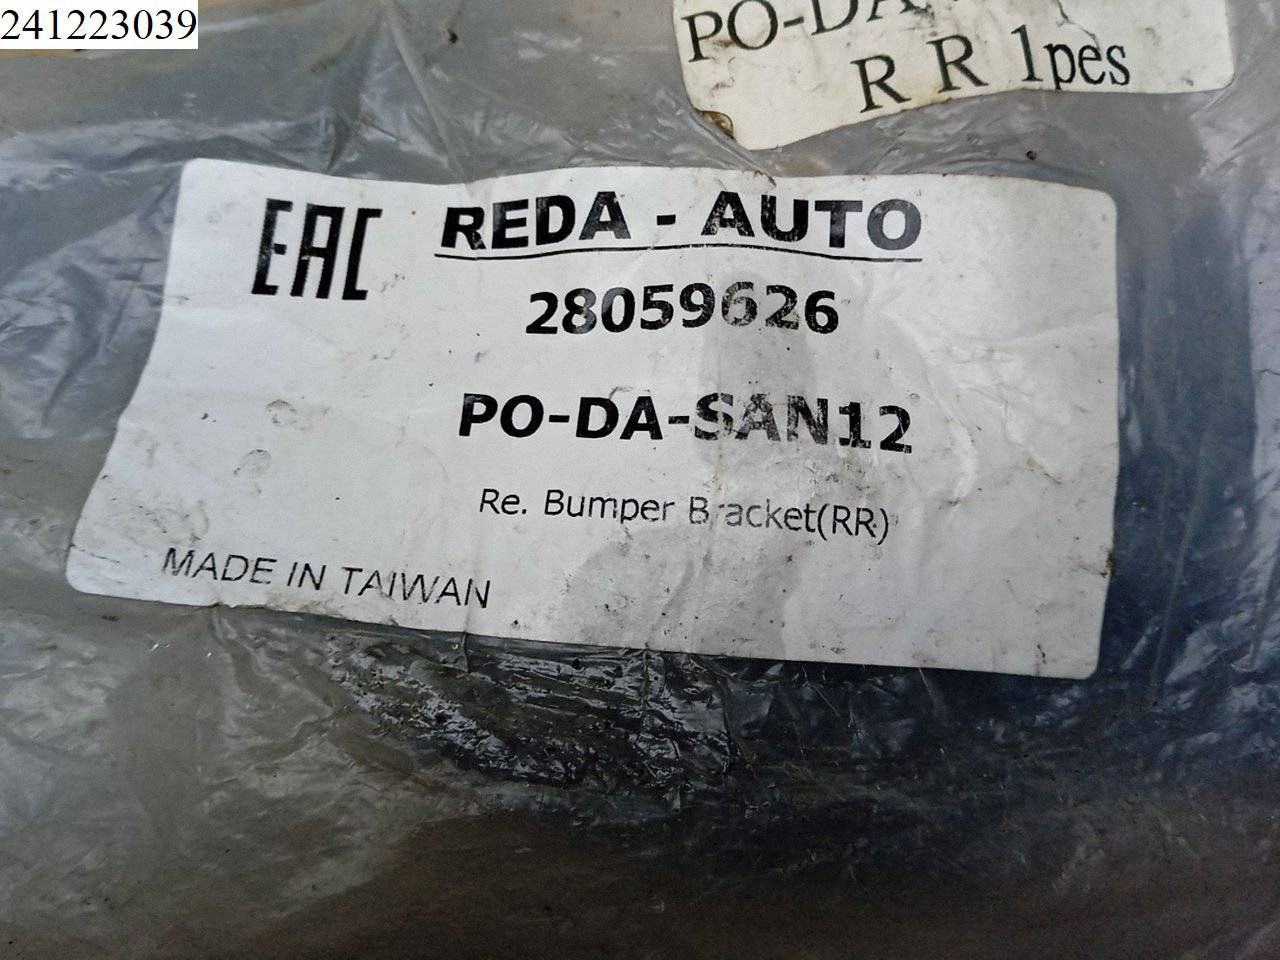 241223039
R R 1pes
EAC REDA - AUTO
28059626
PO-DA-SAN12
Re. Bumper Bracket(RR)
MADE IN TAIWAN